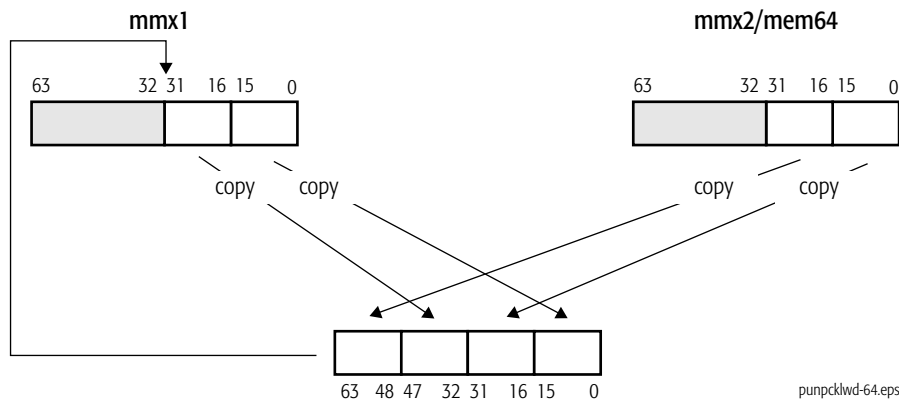 mmx1 mmx2/mem64
63 32 31 16 15 0 63 32 31 16 15 0
copy copy copy copy
63 48 47 32 31 16 15 0
punpcklwd-64.eps